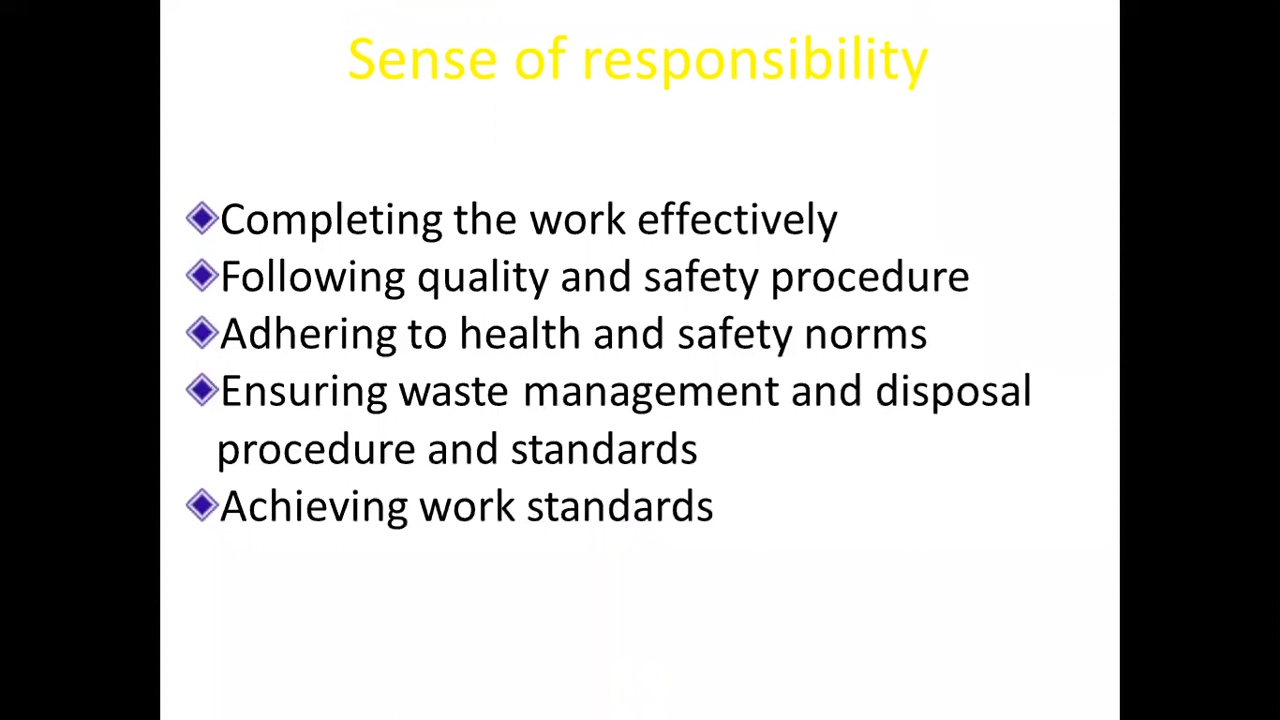 Sense of responsibility
Completing the work effectively
Following quality and safety procedure
Adhering to health and safety norms
Ensuring waste management and disposal
procedure and standards
Achieving work standards